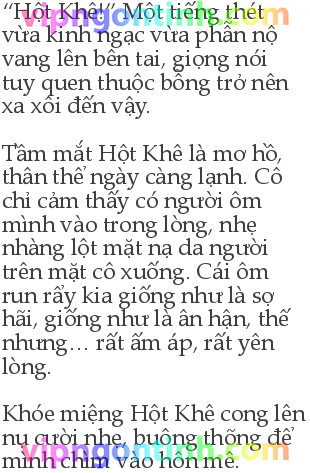 vipngontinh.com
“Hột Khê!” Một tiếng thét
vừa kinh ngạc vừa phẫn nộ
vang lên bên tai, giọng nói
tuy quen thuộc bỗng trở nên
xa xôi đến vậy.
Tầm mắt Hột Khê là mơ hồ,
thân thể ngày càng lạnh. Cô
chỉ cảm thấy có người ôm
mình vào trong lòng, nhẹ
nhàng lột mặt nạ da người
trên mặt cô xuống. Cái ôm
run rẩy kia giống như là sợ
hãi, giống như là ân hận, thế
nhưng... rất ấm áp, rất yên
lòng.
Khóe miệng Hột Khê cong lên
nụ cười nhẹ, buông thõng để
mình chìm vào hôn mê.
vipngontinh.com